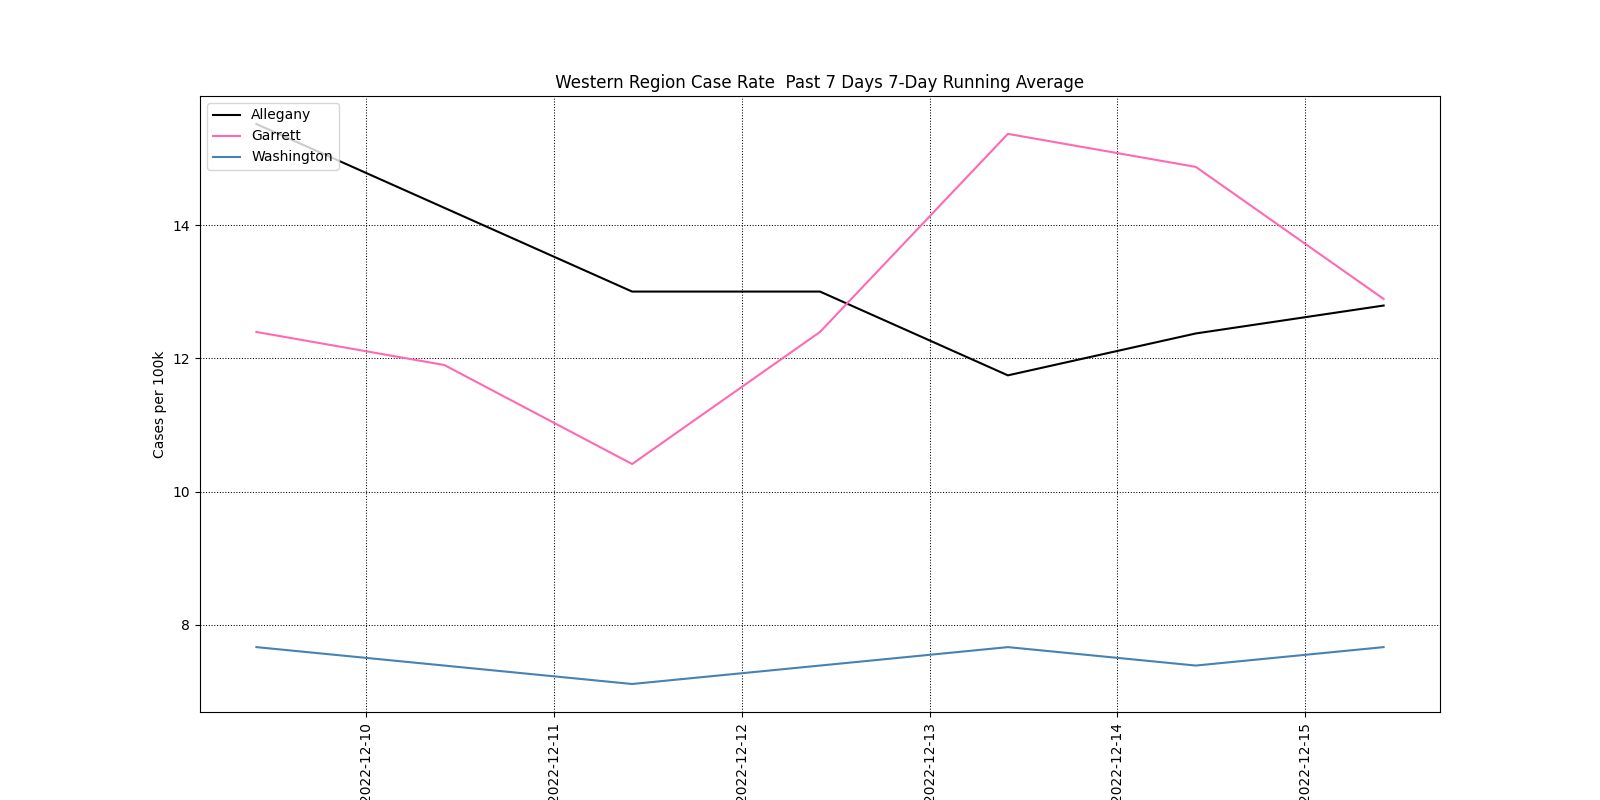 Western Region Case Rate  Past 7 Days 7-Day Running Average
Allegany
Garrett
Washington
Cases per 100k
14
12
10
8
2022-12-10
2022-12-11
2022-12-12
2022-12-13
2022-12-14
2022-12-15